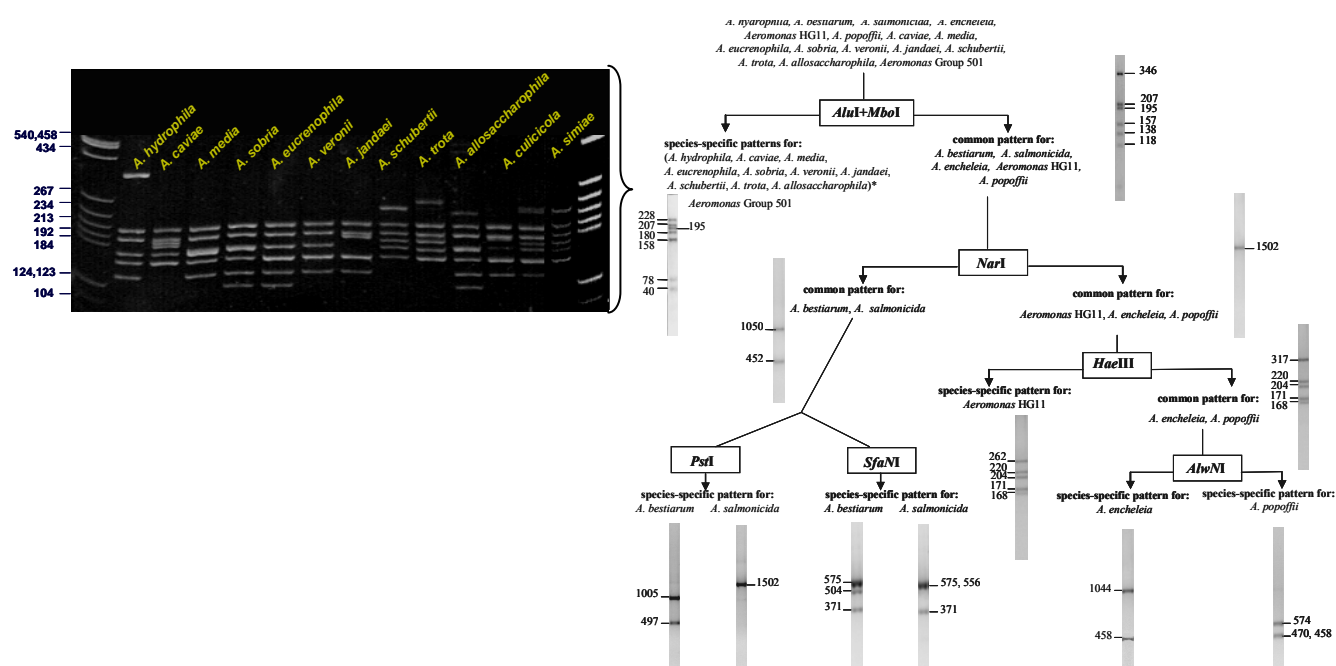 540,458
434
267
234
213
192
184
124,123
104
A. hydrophila
A. caviae
A. media
A. sobria
A. eucrenophila
A. veronii
A. jandaei
A. schubertii
A. trota
A. allosaccharophila
A. culicicola
A. simiae
A. hydrophila, A. bestiarum, A. salmonicida, A. encheleia,
Aeromonas HG11, A. popoffii, A. caviae, A. media,
A. eucrenophila, A. sobria, A. veronii, A. jandaei, A. schubertii,
A. trota, A. allosaccharophila, Aeromonas Group 501
AluI+MboI
species-specific patterns for:
(A. hydrophila, A. caviae, A. media,
A. eucrenophila, A. sobria, A. veronii, A. jandaei,
A. schubertii, A. trota, A. allosaccharophila)*
Aeromonas Group 501
228
207
195
180
158
78
40
common pattern for:
A. bestiarum, A. salmonicida,
A. encheleia, Aeromonas HG11,
A. popoffii
346
207
195
157
138
118
NarI
common pattern for:
A. bestiarum, A. salmonicida
1050
452
common pattern for:
Aeromonas HG11, A. encheleia, A. popoffii
1502
HaeIII
species-specific pattern for:
Aeromonas HG11
262
220
204
171
168
common pattern for:
A. encheleia, A. popoffii
317
220
204
171
168
PstI
species-specific pattern for:
A. bestiarum A. salmonicida
1005
497
1502
SfaNI
species-specific pattern for:
A. bestiarum A. salmonicida
575
504
371
575, 556
371
AlwNI
species-specific pattern for:
A. encheleia
1044
458
species-specific pattern for:
A. popoffii
574
470, 458